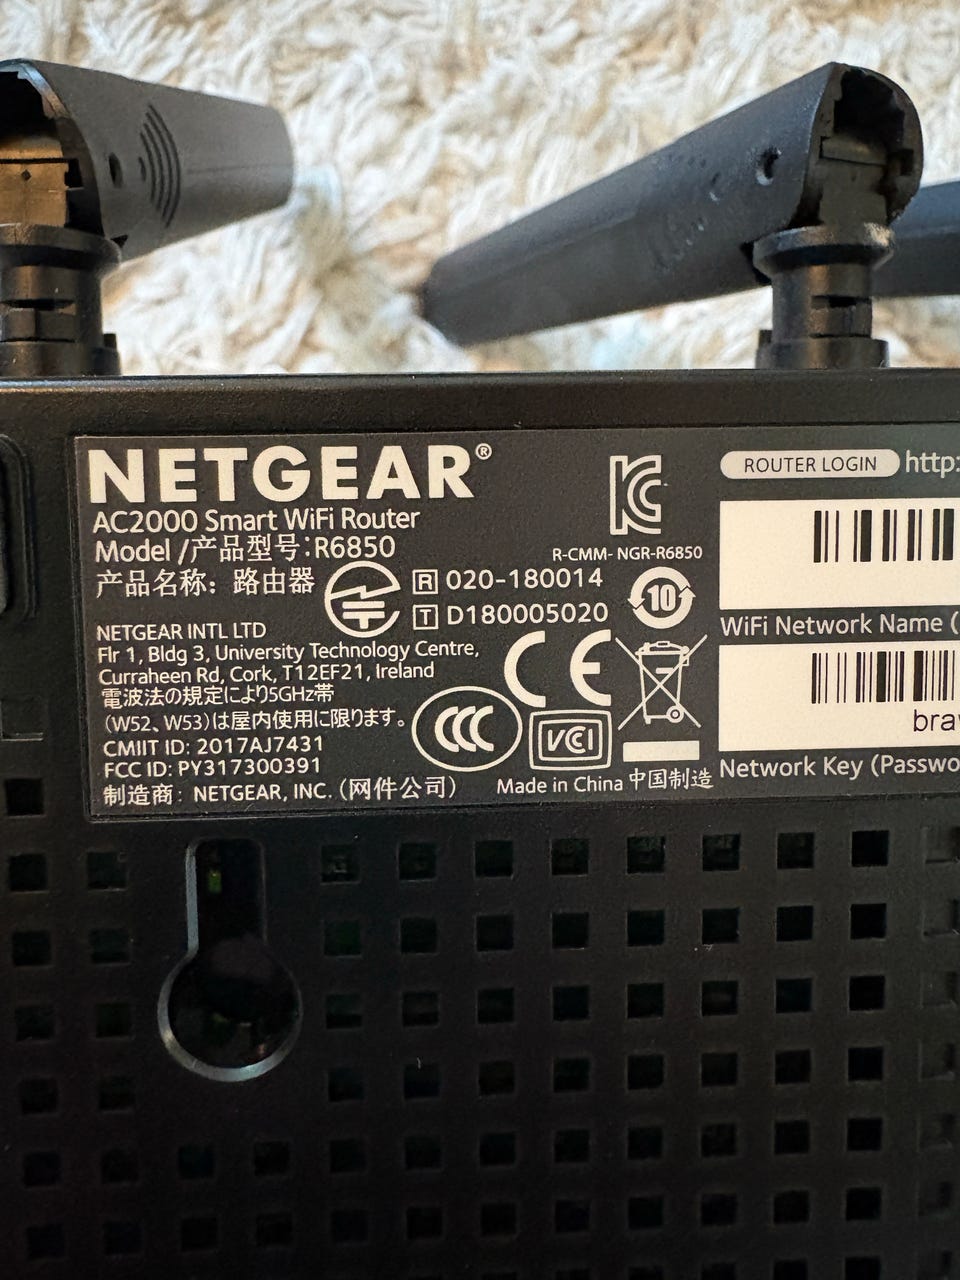 NETGEAR®
AC2000 Smart WiFi Router
Model /产品型号:R6850
产品名称: 路由器
R 020-180014
T D180005020
R-CMM- NGR-R6850
10
NETGEAR INTL LTD
Flr 1, Bldg 3, University Technology Centre,
Curraheen Rd, Cork, T12EF21, Ireland
電波法の規定により5GHz帯
(W52、W53)は屋内使用に限ります。
CMIIT ID: 2017AJ7431
FCC ID: PY317300391
制造商: NETGEAR, INC. (网件公司)
CE
CCC
VCCI
Made in China 中国制造
ROUTER LOGIN http:
WiFi Network Name (
Network Key (Passwo